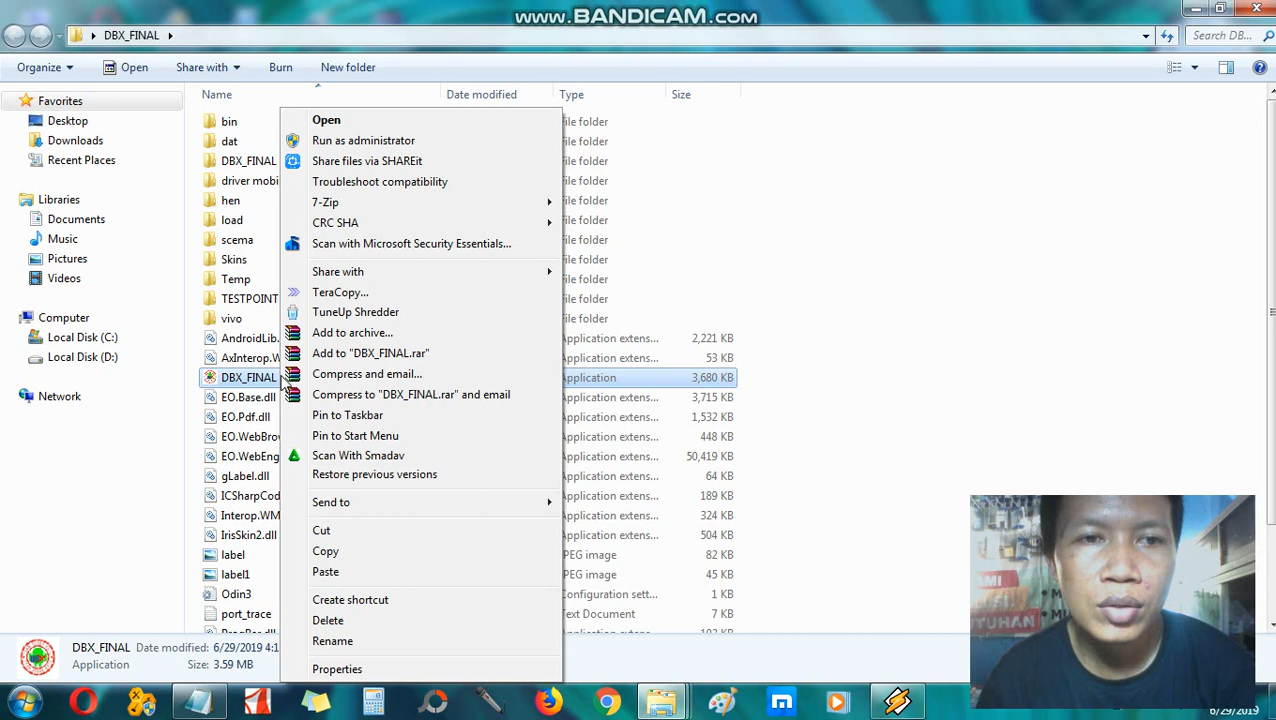 www.BANDICAM.com
DBX_FINAL
Search DB...
Organize
Open
Share with
Burn
New folder
Name
Date modified
Type
Size
Favorites
Desktop
Downloads
Recent Places
Libraries
Documents
Music
Pictures
Videos
Computer
Local Disk (C:)
Local Disk (D:)
Network
bin
File folder
dat
File folder
DBX_FINAL
File folder
driver mobi
File folder
hen
File folder
load
File folder
scema
File folder
Skins
File folder
Temp
File folder
TESTPOINT
File folder
vivo
File folder
AndroidLib.
Application extens...
2,221 KB
AxInterop.W
Application extens...
53 KB
DBX_FINAL
Application
3,680 KB
EO.Base.dll
Application extens...
3,715 KB
EO.Pdf.dll
Application extens...
1,532 KB
EO.WebBro
Application extens...
448 KB
EO.WebEng
Application extens...
50,419 KB
gLabel.dll
Application extens...
64 KB
ICSharpCod
Application extens...
189 KB
Interop.WM
Application extens...
324 KB
IrisSkin2.dll
Application extens...
504 KB
label
JPEG image
82 KB
label1
JPEG image
45 KB
Odin3
Configuration sett...
1 KB
port_trace
Text Document
7 KB
Open
Run as administrator
Share files via SHAREit
Troubleshoot compatibility
7-Zip
CRC SHA
Scan with Microsoft Security Essentials...
Share with
TeraCopy...
TuneUp Shredder
Add to archive...
Add to "DBX_FINAL.rar"
Compress and email...
Compress to "DBX_FINAL.rar" and email
Pin to Taskbar
Pin to Start Menu
Scan With Smadav
Restore previous versions
Send to
Cut
Copy
Paste
Create shortcut
Delete
Rename
Properties
DBX_FINAL
Date modified: 6/29/2019 4:1
Application
Size: 3.59 MB
UTUHAN
6/29/2019